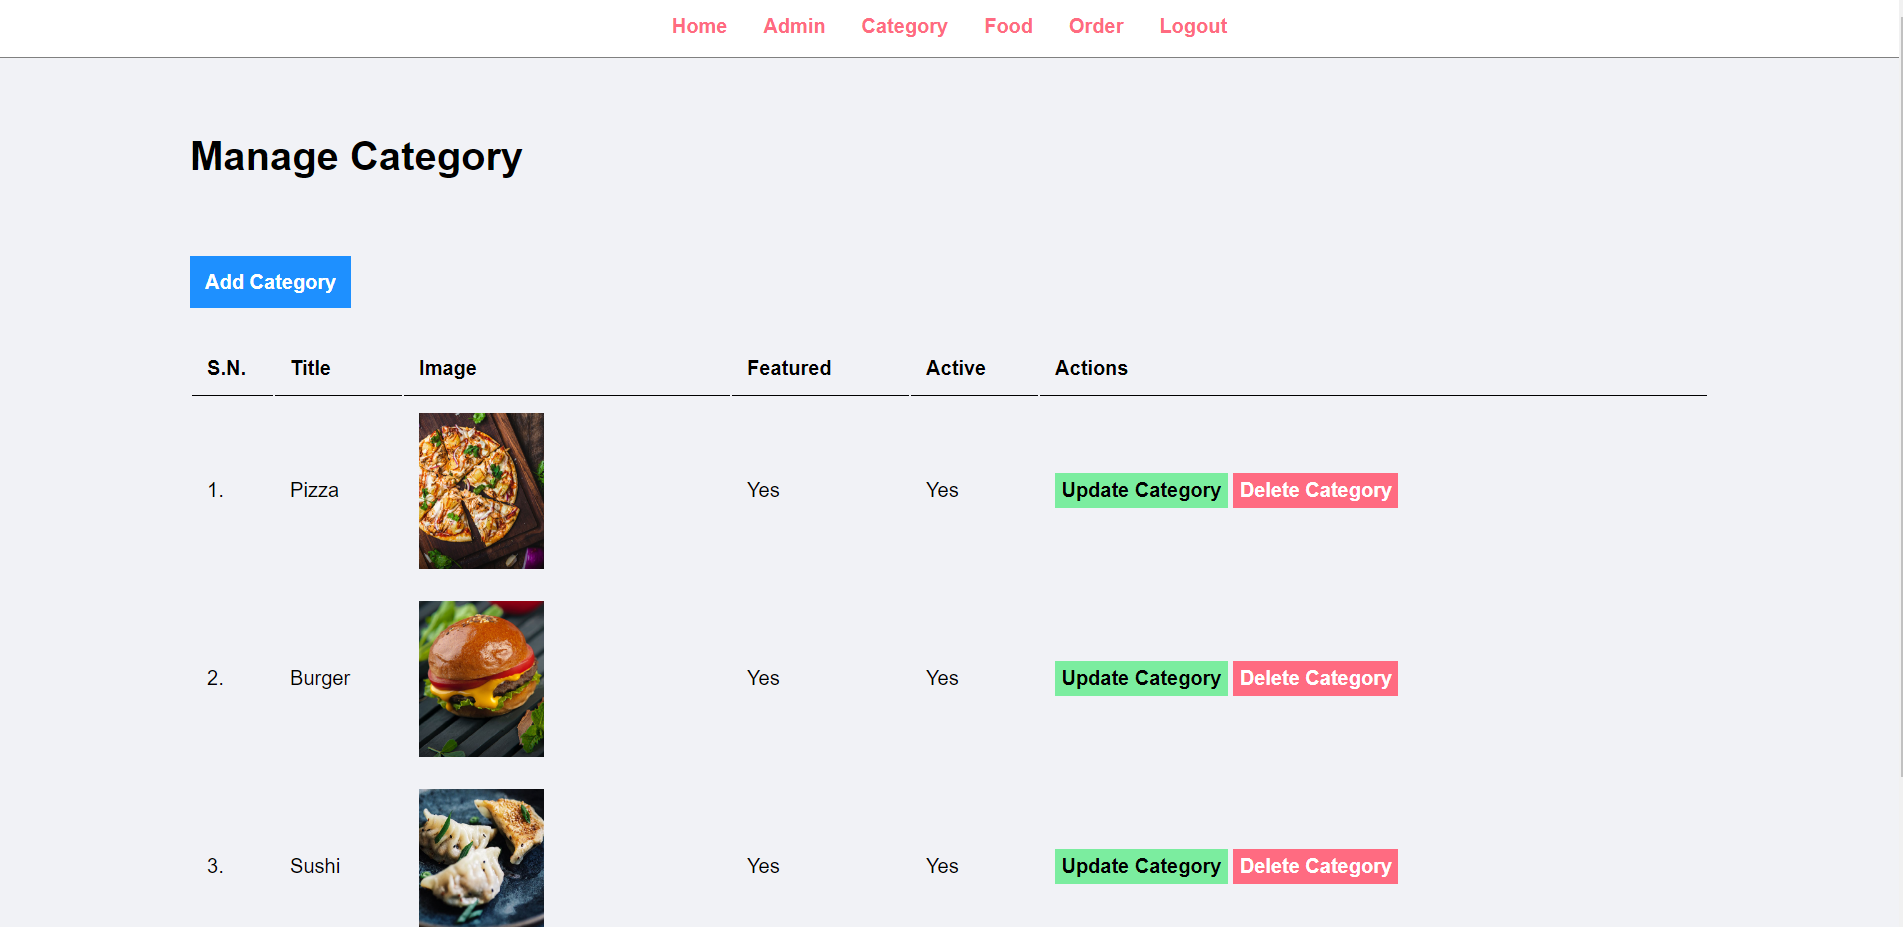 Home Admin Category Food Order Logout
Manage Category
Add Category
S.N. Title Image Featured Active Actions
1. Pizza Yes Yes Update Category Delete Category
2. Burger Yes Yes Update Category Delete Category
3. Sushi Yes Yes Update Category Delete Category